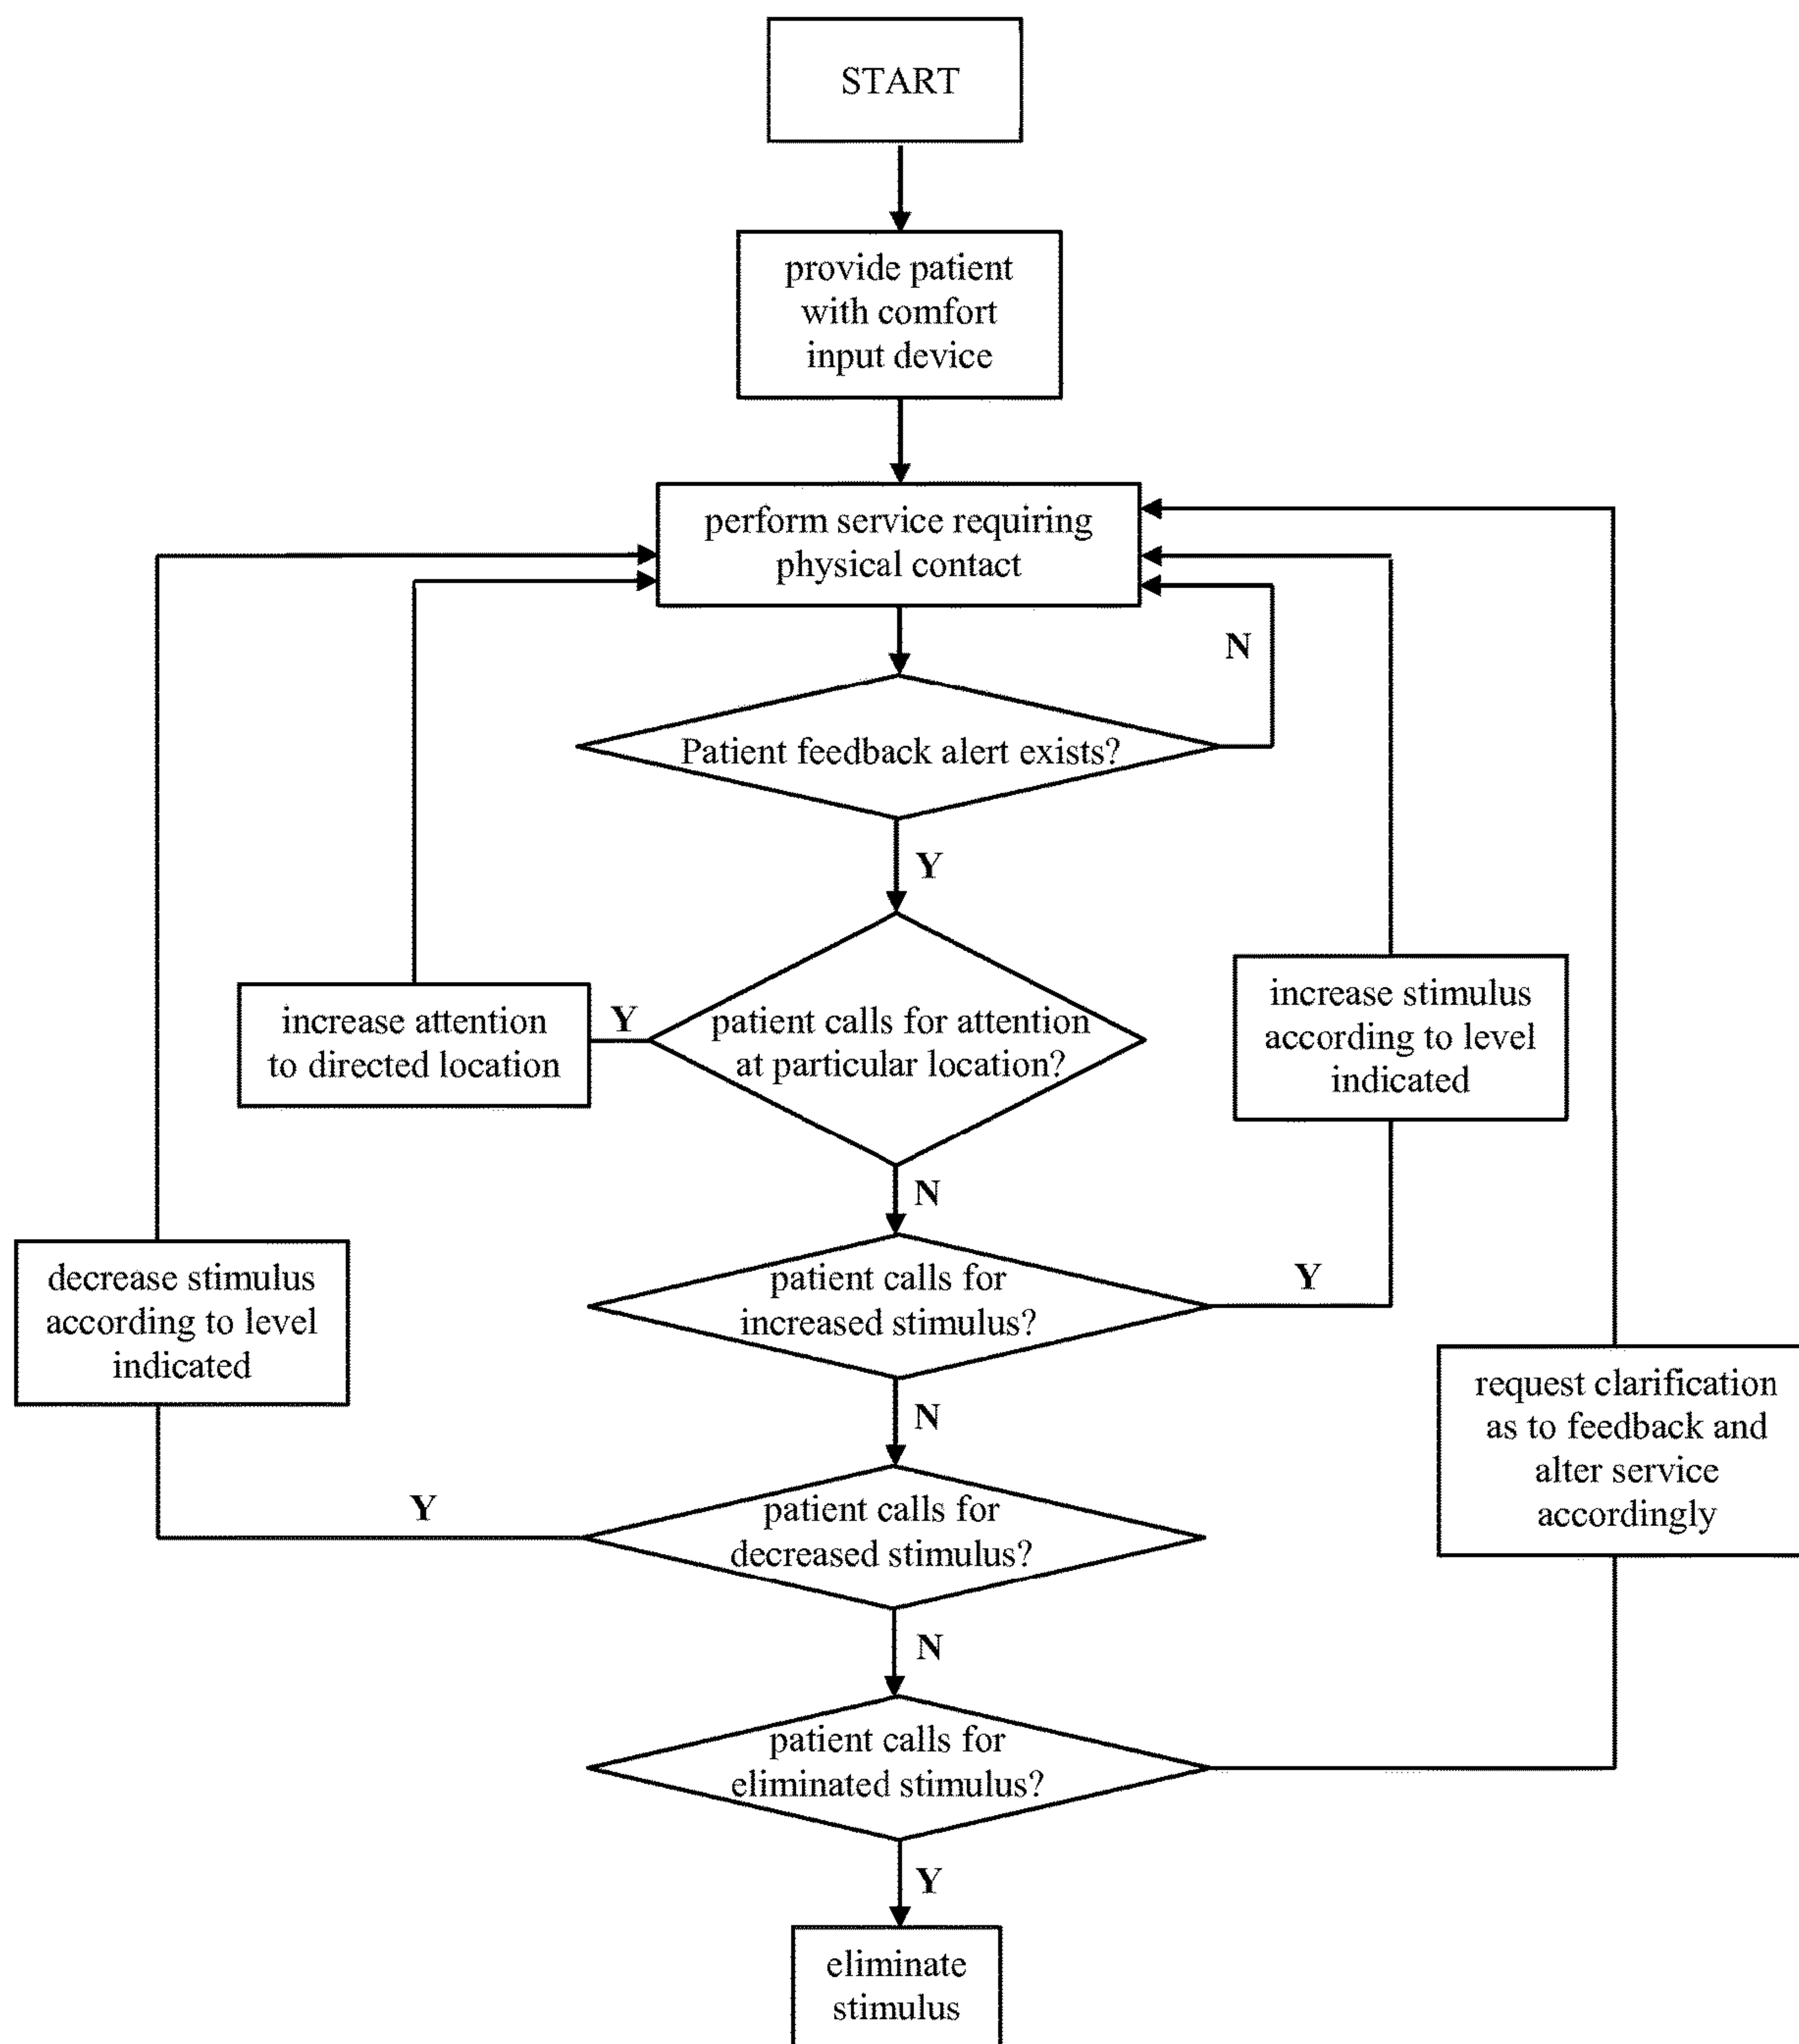 START
provide patient
with comfort
input device
perform service requiring
physical contact
N
Patient feedback alert exists?
Y
increase attention
to directed location
Y
patient calls for attention
at particular location?
increase stimulus
according to level
indicated
N
decrease stimulus
according to level
indicated
patient calls for
increased stimulus?
Y
request clarification
as to feedback and
alter service
accordingly
N
Y
patient calls for
decreased stimulus?
N
patient calls for
eliminated stimulus?
Y
eliminate
stimulus